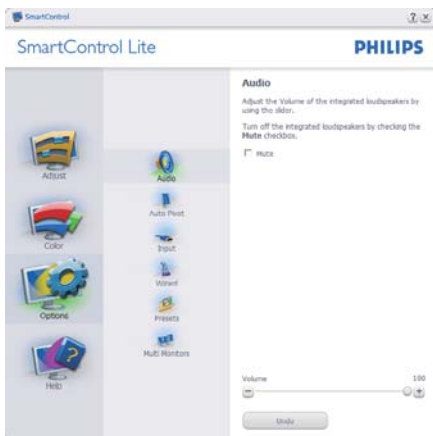 SmartControl
SmartControl Lite
PHILIPS
Adjust
Color
Options
Help
Audio
Auto Pivot
Input
Wizard
Presets
Multi Monitors
Audio
Adjust the Volume of the integrated loudspeakers by
using the slider.
Turn off the integrated loudspeakers by checking the
Mute checkbox.
Mute
Volume
100
Undo